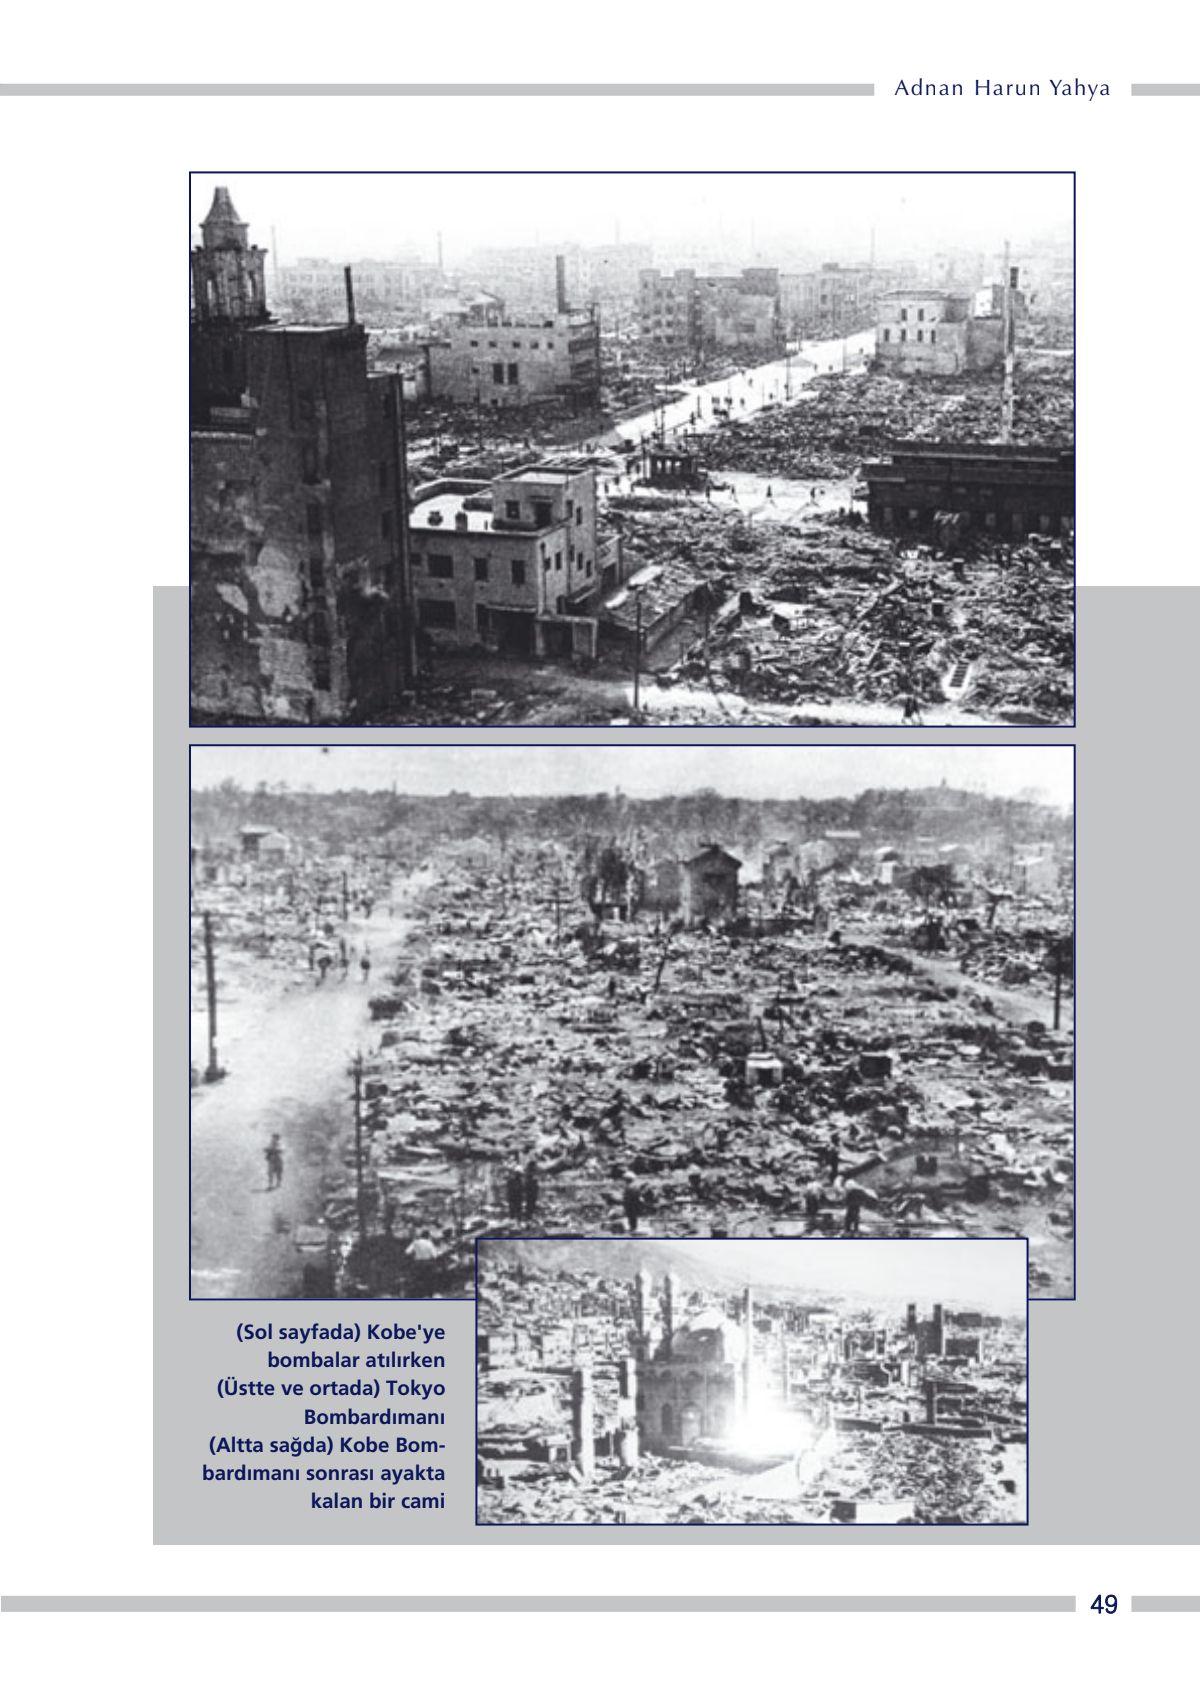 Adnan Harun Yahya
(Sol sayfada) Kobe'ye
bombalar atılırken
(Üstte ve ortada) Tokyo
Bombardımanı
(Altta sağda) Kobe Bom-
bardımanı sonrası ayakta
kalan bir cami
49